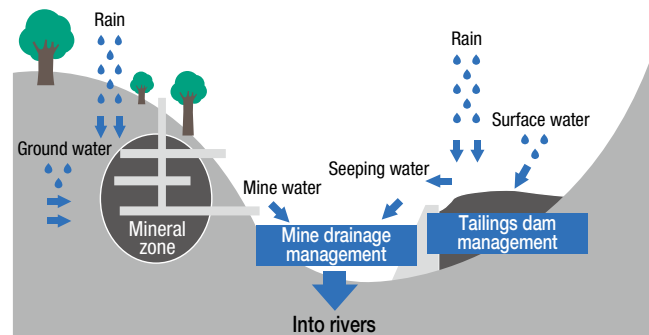 Rain
Ground water
Mineral
zone
Mine water
Seeping water
Rain
Surface water
Mine drainage
management
Tailings dam
management
Into rivers